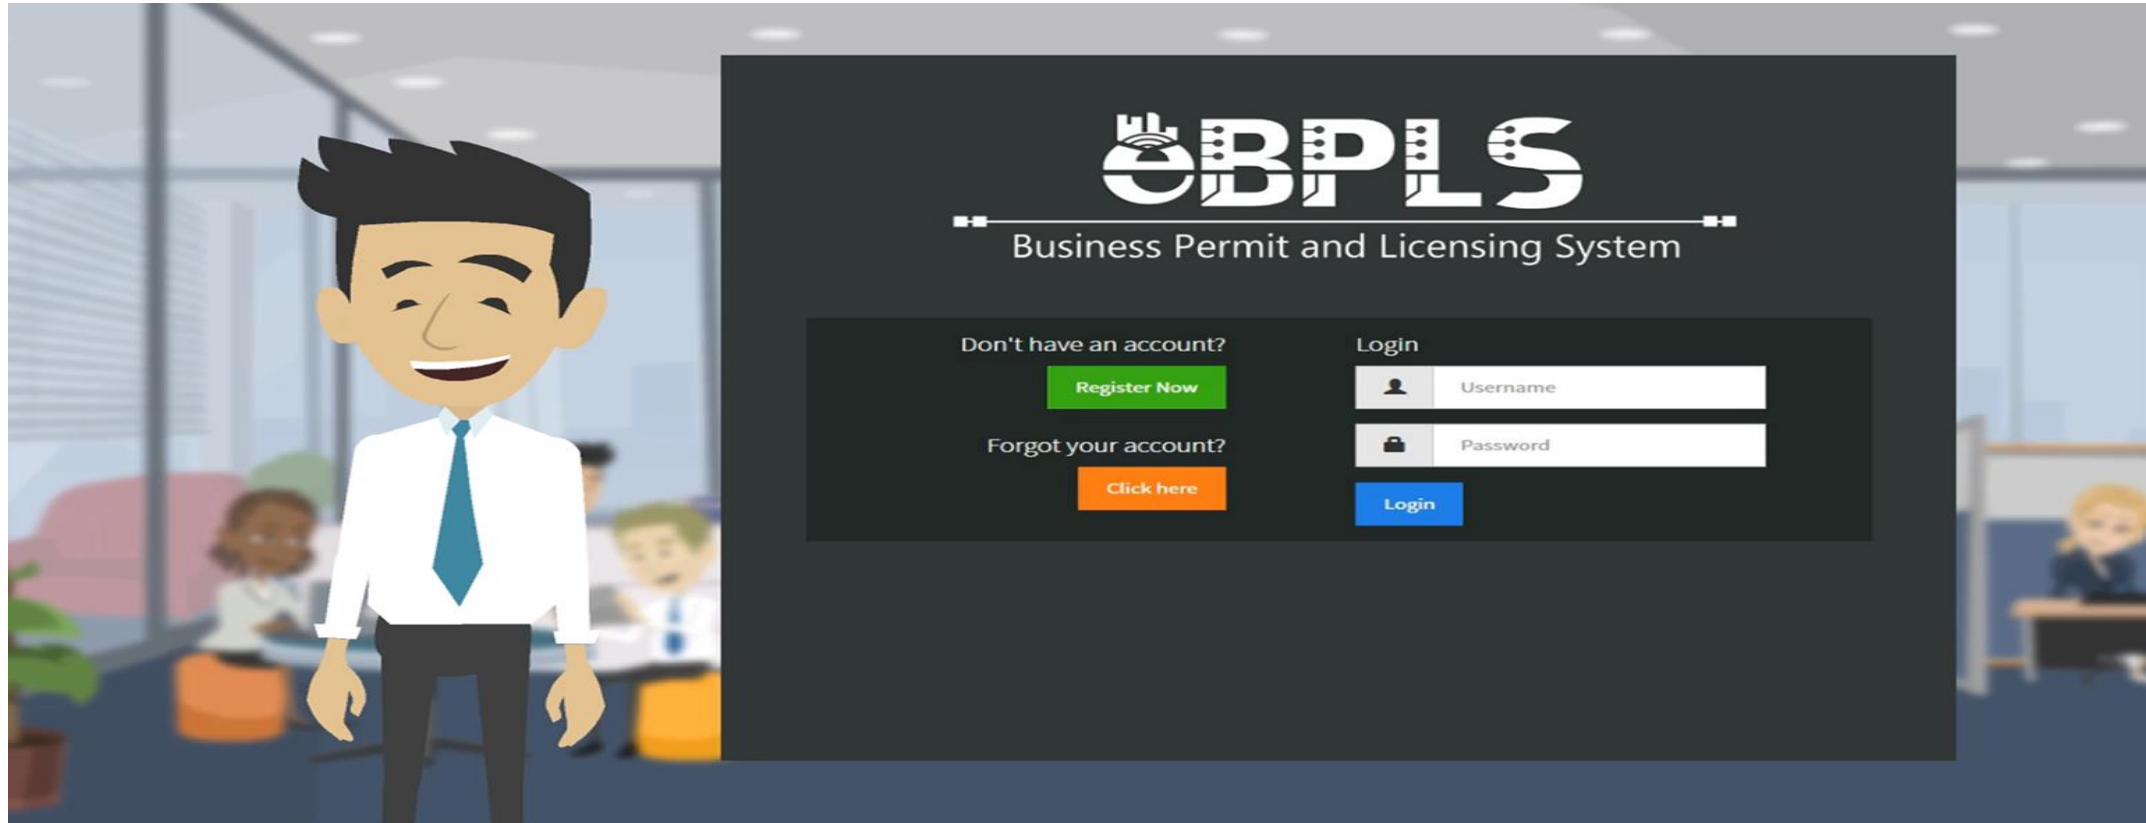 eBPLS
Business Permit and Licensing System
Don't have an account?
Register Now
Forgot your account?
Click here
Login
Username
Password
Login